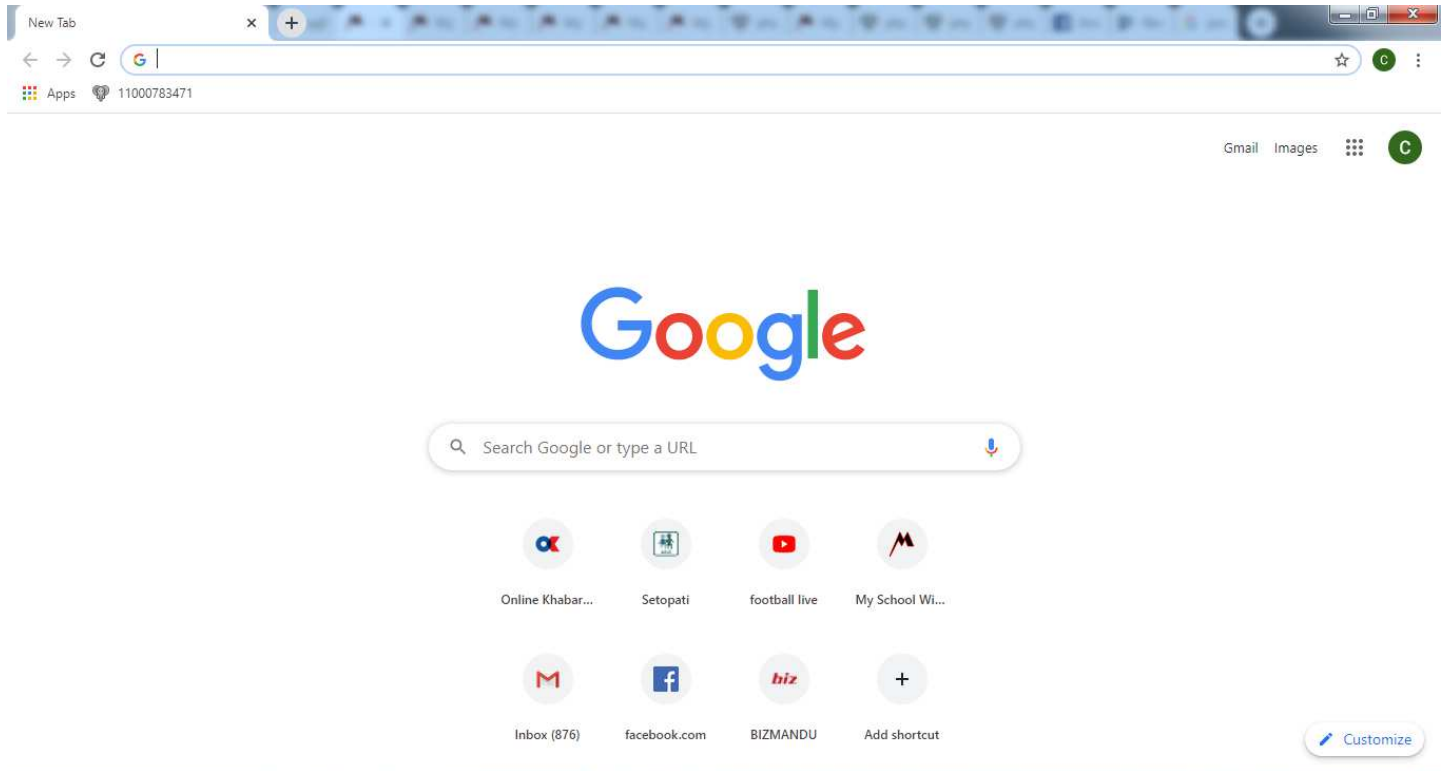 New Tab
G
Apps 11000783471
Gmail Images C
Google
Search Google or type a URL
Online Khabar... Setopati football live My School Wi...
biz
Inbox (876) facebook.com BIZMANDU Add shortcut
Customize